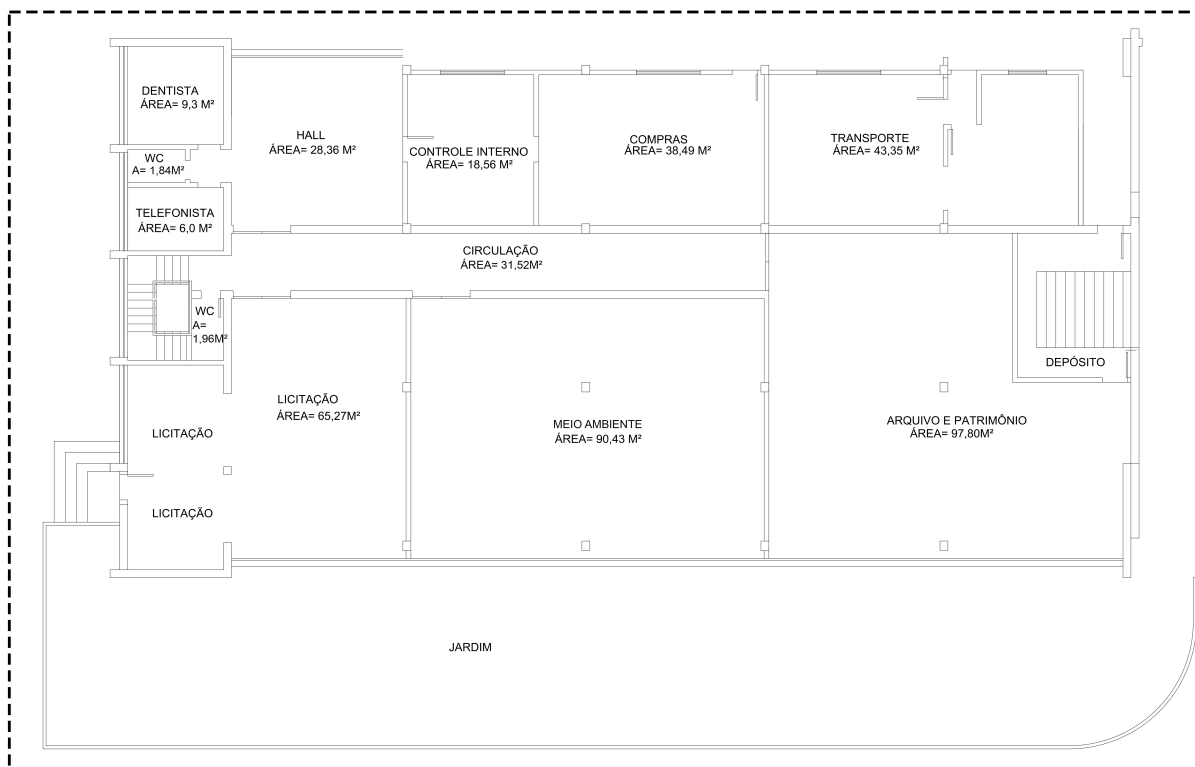 DENTISTA
ÁREA= 9,3 M²
HALL
ÁREA= 28,36 M²
CONTROLE INTERNO
ÁREA= 18,56 M²
COMPRAS
ÁREA= 38,49 M²
TRANSPORTE
ÁREA= 43,35 M²
WC
A= 1,84M²
TELEFONISTA
ÁREA= 6,0 M²
CIRCULAÇÃO
ÁREA= 31,52M²
WC
A=
1,96M²
DEPÓSITO
LICITAÇÃO
ÁREA= 65,27M²
MEIO AMBIENTE
ÁREA= 90,43 M²
ARQUIVO E PATRIMÔNIO
ÁREA= 97,80M²
LICITAÇÃO
LICITAÇÃO
JARDIM